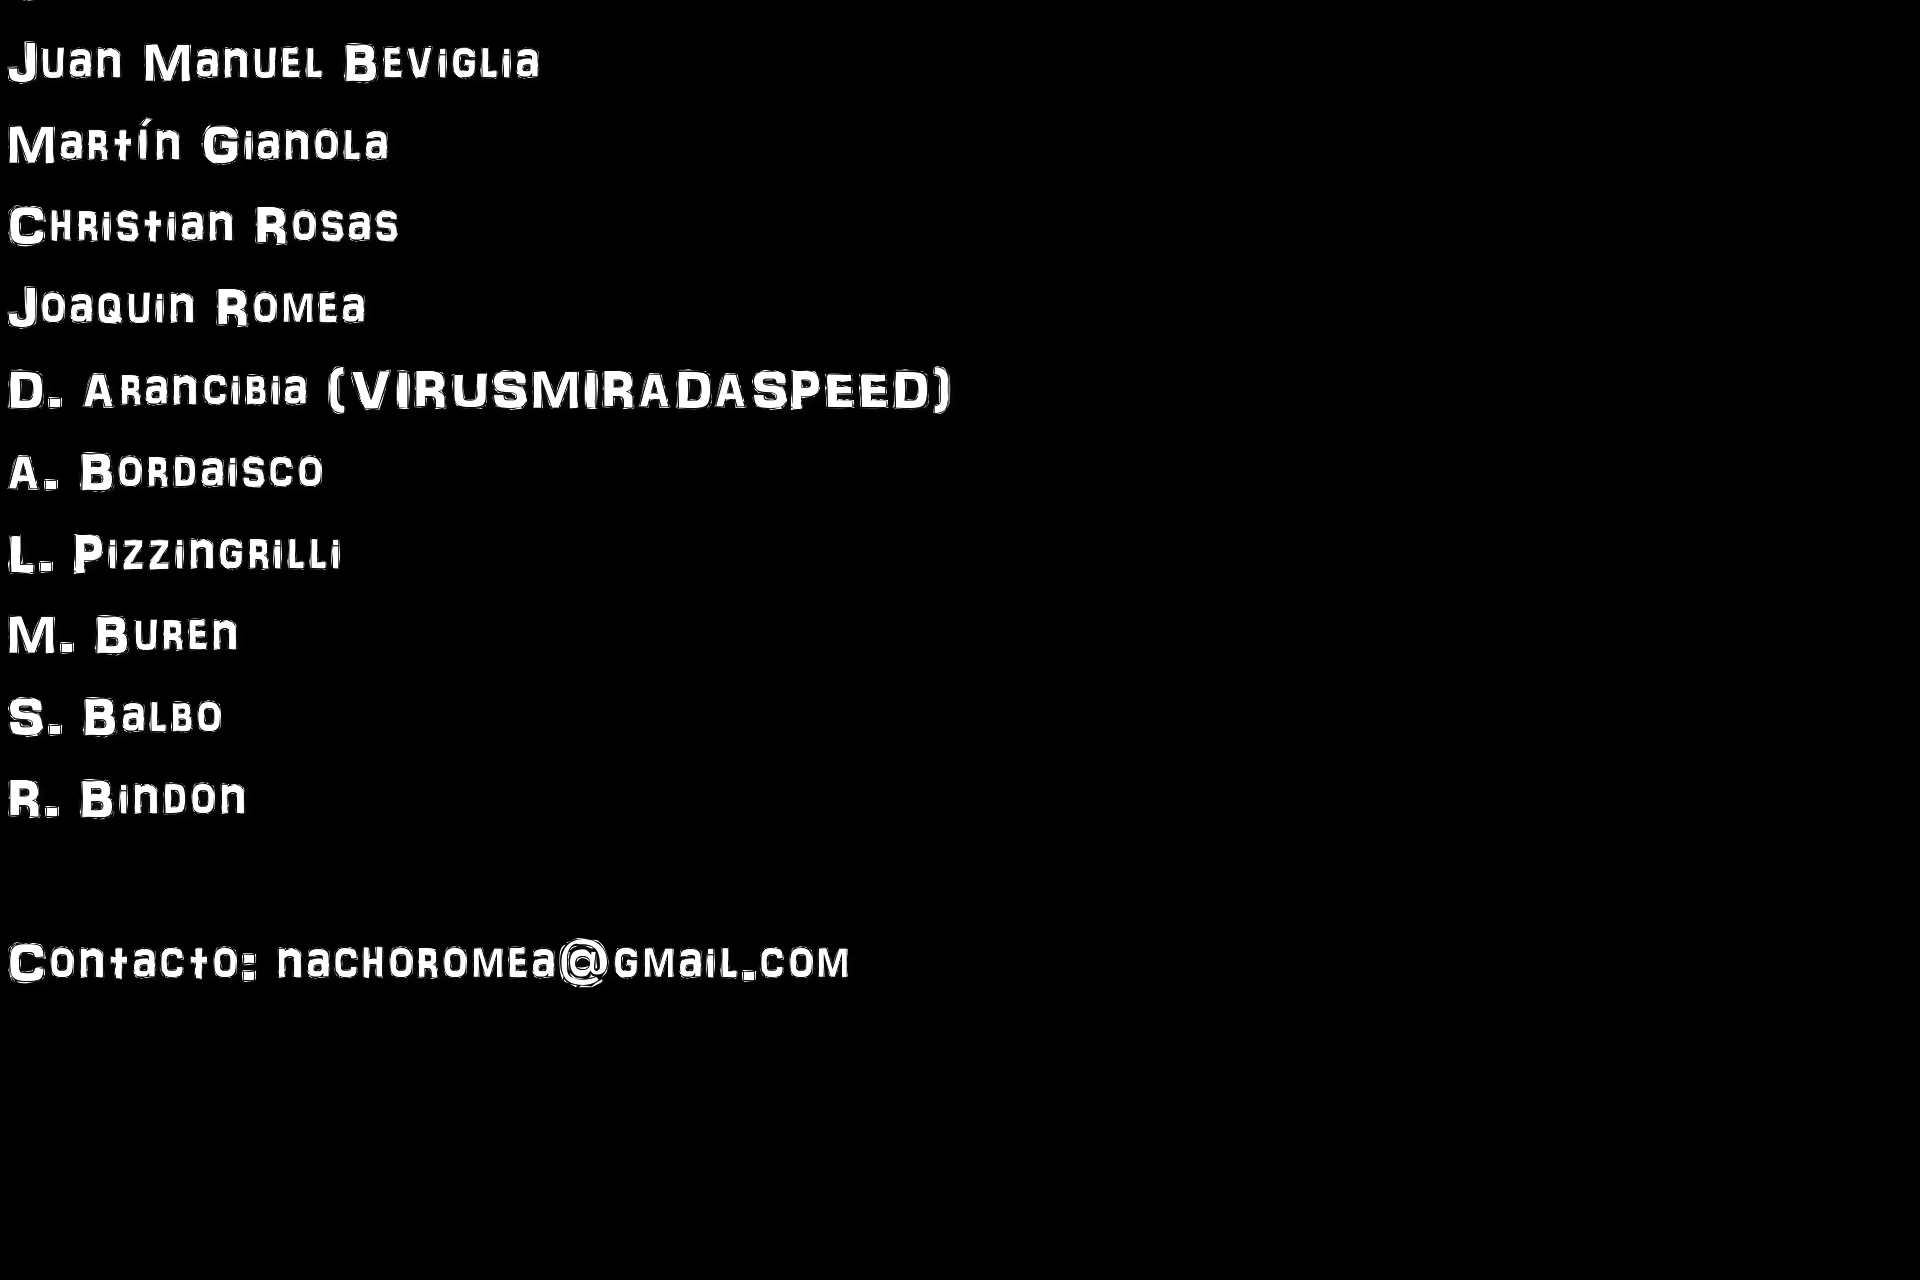 Juan Manuel Beviglia
Martín Gianola
Christian Rosas
Joaquin Romea
D. Arancibia (VIRUSMIRADASPEED)
A. Bordaisco
L. Pizzingrilli
M. Buren
S. Balbo
R. Bindon
Contacto: nachoromea@gmail.com